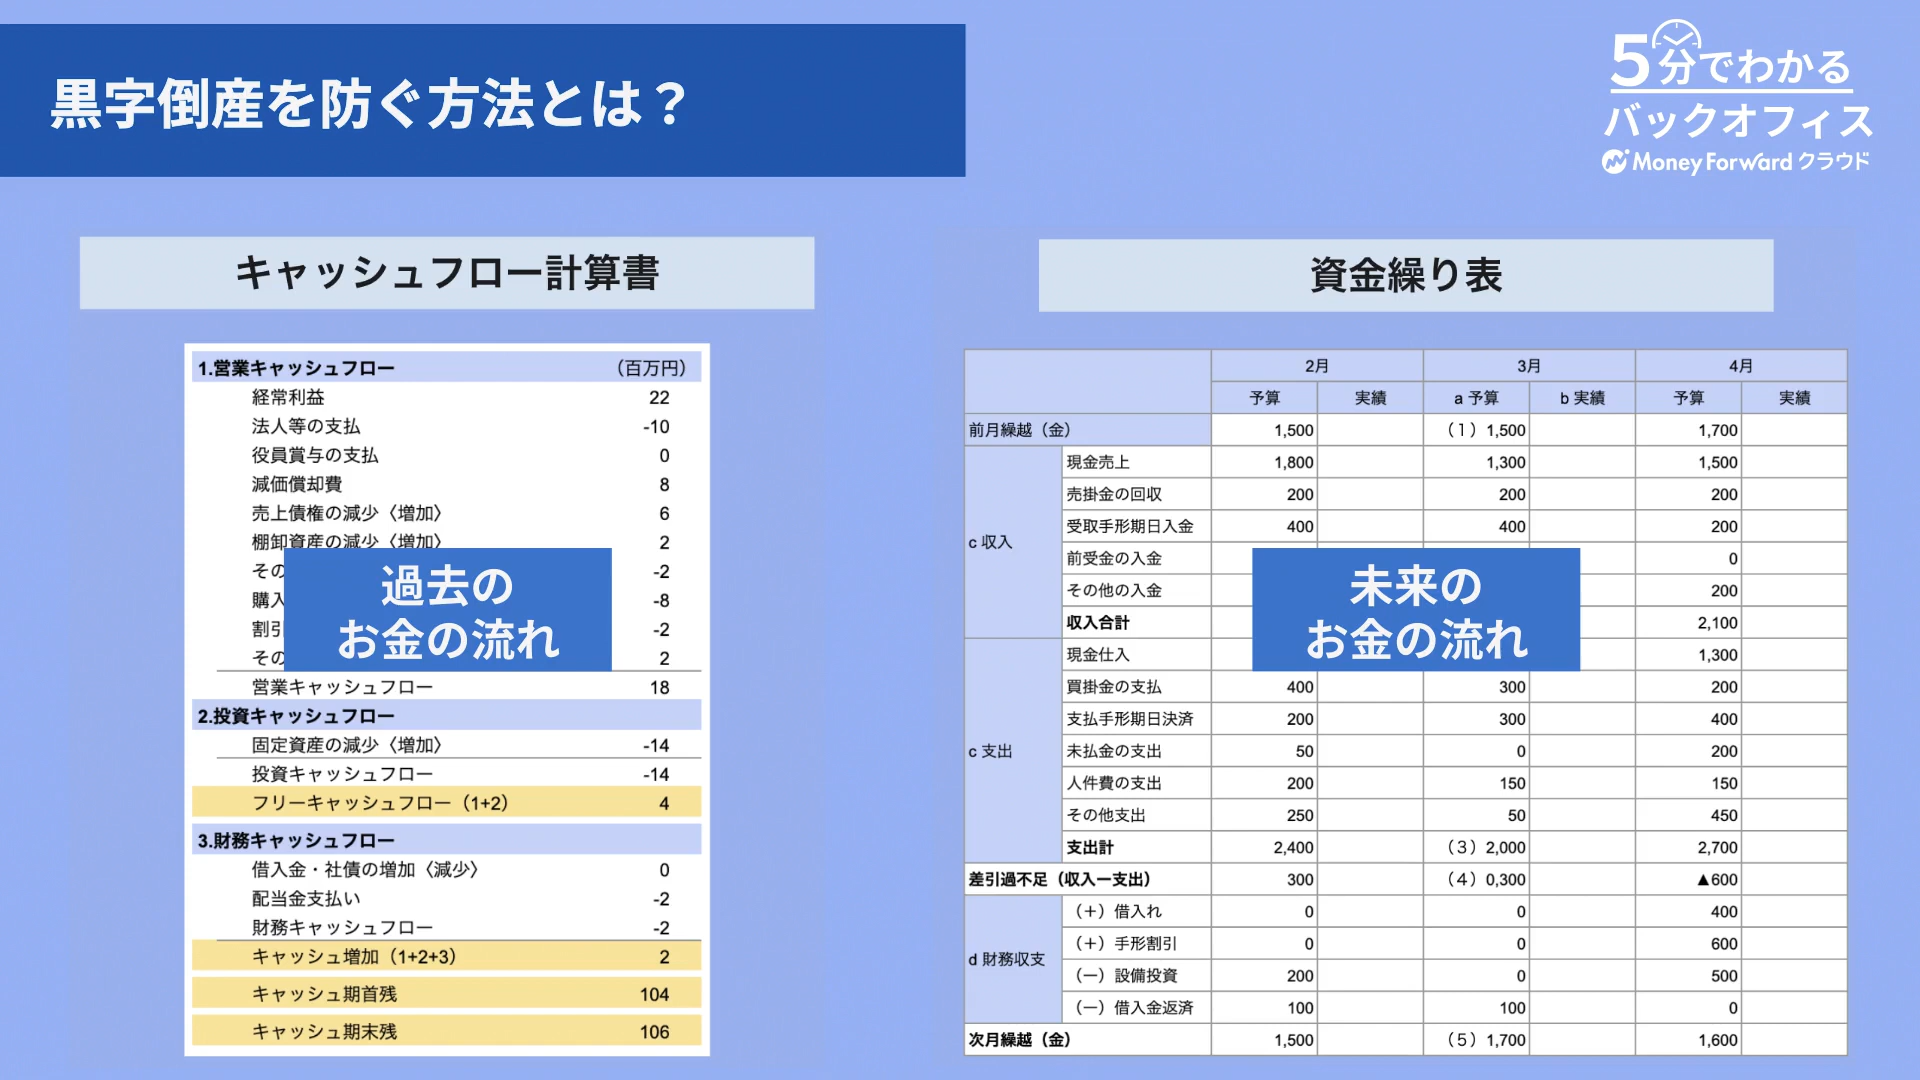 黒字倒産を防ぐ方法とは？
5分でわかる
バックオフィス
Money Forward クラウド
キャッシュフロー計算書
1.営業キャッシュフロー （百万円）
経常利益 22
法人等の支払 -10
役員賞与の支払 0
減価償却費 8
売上債権の減少〈増加〉 6
棚卸資産の減少〈増加〉 2
その -2
購入 -8
割引 -2
その 2
過去の
お金の流れ
営業キャッシュフロー 18
2.投資キャッシュフロー
固定資産の減少〈増加〉 -14
投資キャッシュフロー -14
フリーキャッシュフロー（1+2） 4
3.財務キャッシュフロー
借入金・社債の増加〈減少〉 0
配当金支払い -2
財務キャッシュフロー -2
キャッシュ増加（1+2+3） 2
キャッシュ期首残 104
キャッシュ期末残 106
資金繰り表
2月 3月 4月
予算 実績 a 予算 b 実績 予算 実績
前月繰越（金） 1,500 （1）1,500 1,700
c 収入
現金売上 1,800 1,300 1,500
売掛金の回収 200 200 200
受取手形期日入金 400 400 200
前受金の入金 0
その他の入金 200
収入合計 2,100
未来の
お金の流れ
c 支出
現金仕入 1,300
買掛金の支払 400 300 200
支払手形期日決済 200 300 400
未払金の支出 50 0 200
人件費の支出 200 150 150
その他支出 250 50 450
支出計 2,400 （3）2,000 2,700
差引過不足（収入ー支出） 300 （4）0,300 ▲600
d 財務収支
（＋）借入れ 0 0 400
（＋）手形割引 0 0 600
（ー）設備投資 200 0 500
（ー）借入金返済 100 100 0
次月繰越（金） 1,500 （5）1,700 1,600